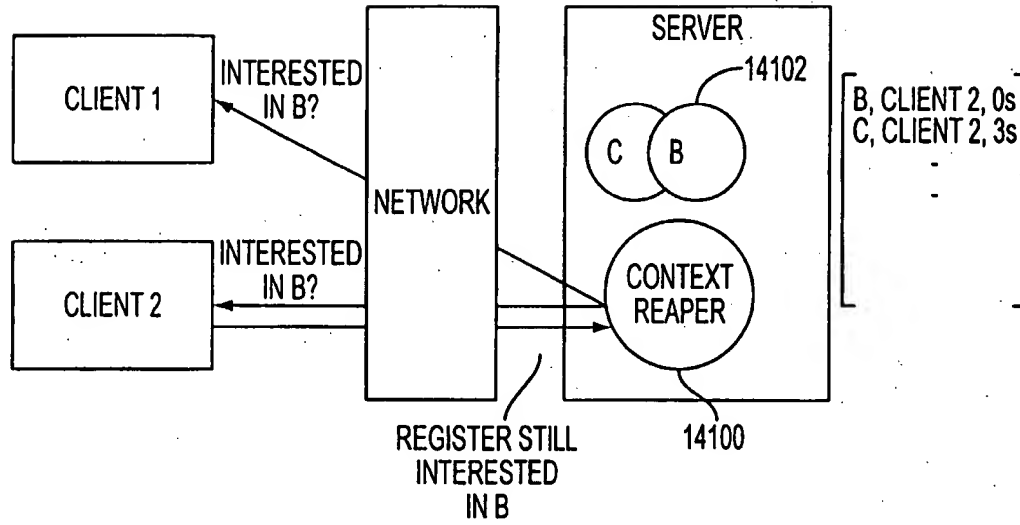 SERVER
14102
CLIENT 1
INTERESTED
IN B?
B, CLIENT 2, 0s
C, CLIENT 2, 3s
C
B
NETWORK
CLIENT 2
INTERESTED
IN B?
CONTEXT
REAPER
REGISTER STILL
INTERESTED
IN B
14100